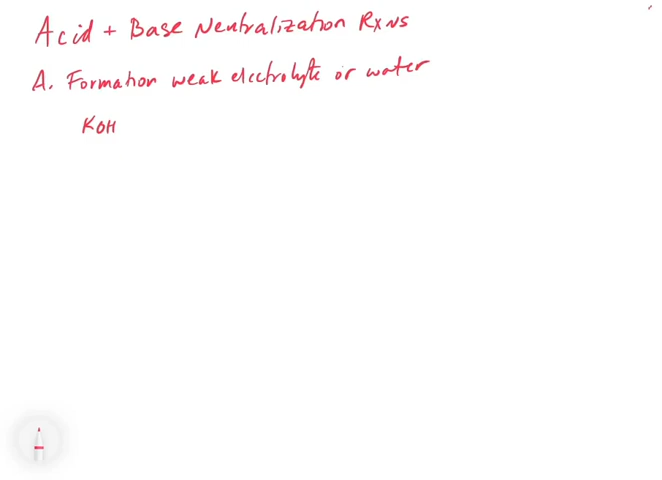 Acid + Base Neutralization RxNs
A. Formation weak electrolyte or water
KOH